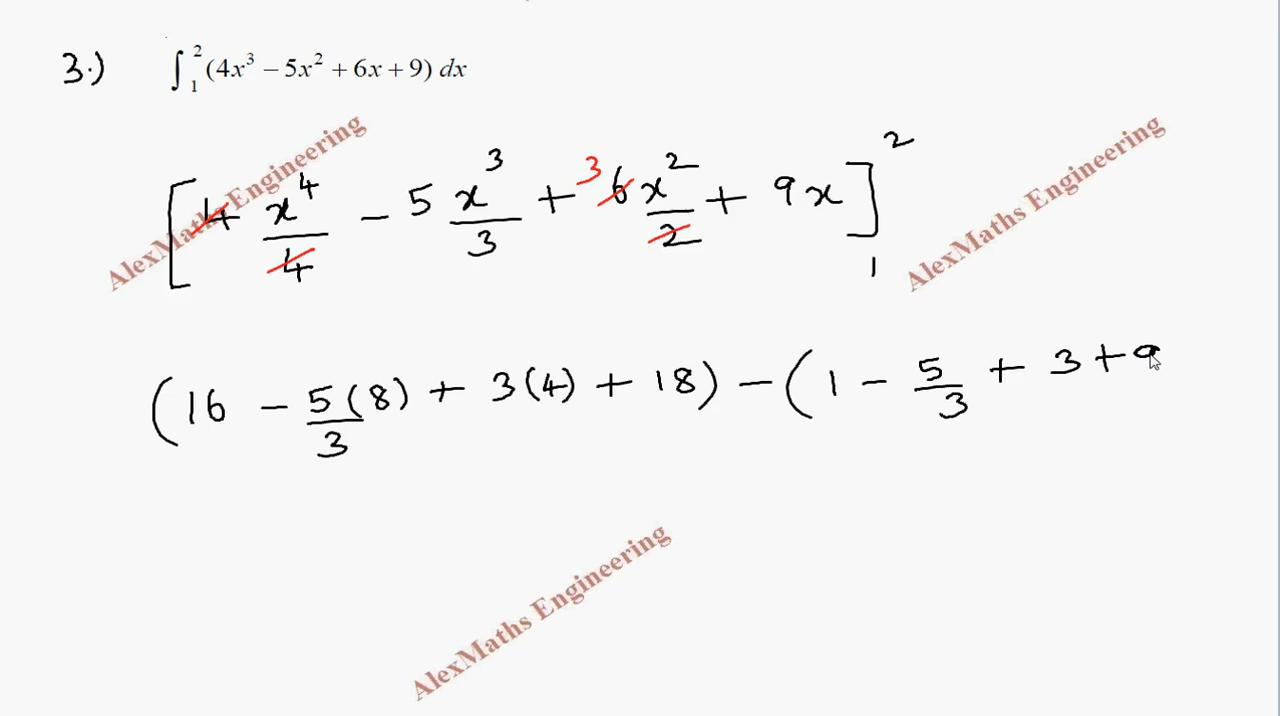 3.) ∫₁² (4x³ − 5x² + 6x + 9) dx
AlexMaths Engineering
AlexMaths Engineering
[4 x⁴/4 − 5 x³/3 + 3 6 x²/2 + 9x]₁²
(16 − 5(8)/3 + 3(4) + 18) − (1 − 5/3 + 3 + 9
AlexMaths Engineering